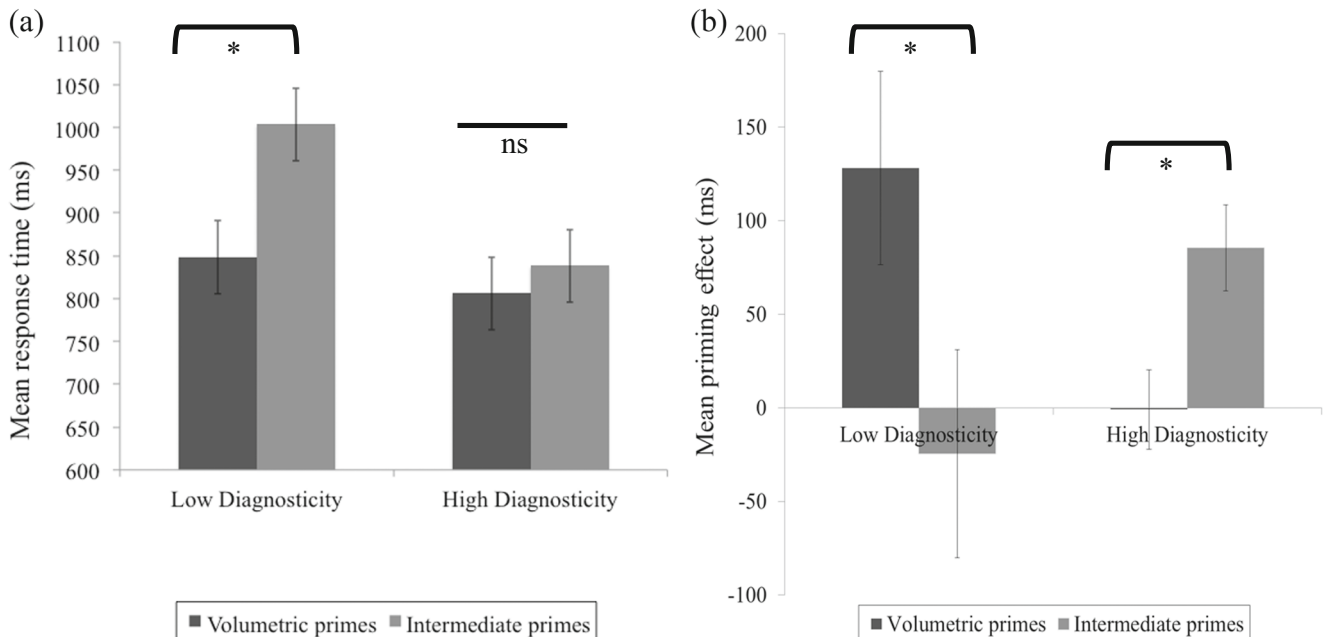 (a)
Mean response time (ms)
1100
1050
1000
950
900
850
800
750
700
650
600
*
ns
Low Diagnosticity
High Diagnosticity
Volumetric primes
Intermediate primes
(b)
Mean priming effect (ms)
200
150
100
50
0
-50
-100
*
*
Low Diagnosticity
High Diagnosticity
Volumetric primes
Intermediate primes